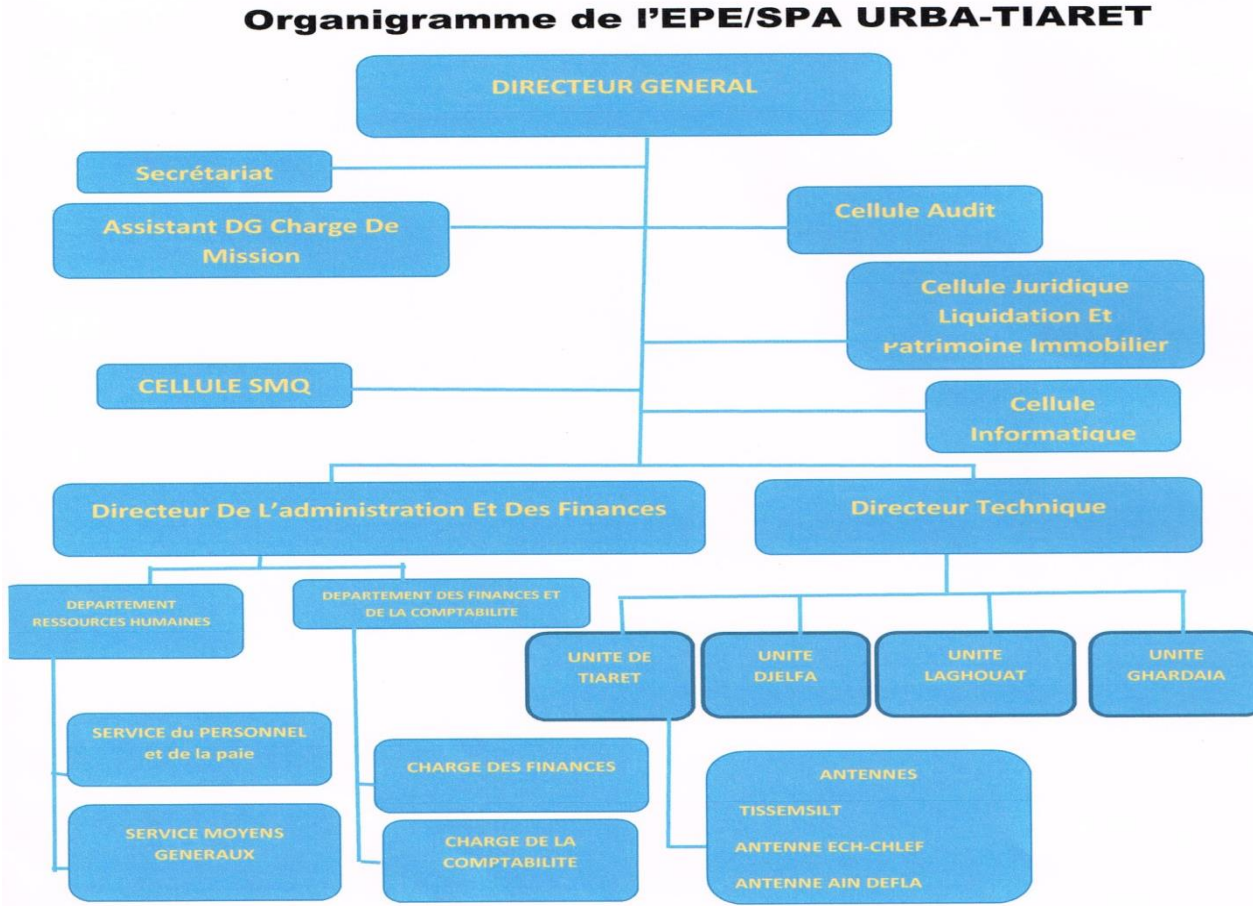 Organigramme de l'EPE/SPA URBA-TIARET
DIRECTEUR GENERAL
Secrétariat
Assistant DG Charge De
Mission
Cellule Audit
Cellule Juridique
Liquidation Et
Patrimoine Immobilier
CELLULE SMQ
Cellule
Informatique
Directeur De L'administration Et Des Finances
Directeur Technique
DEPARTEMENT
RESSOURCES HUMAINES
DEPARTEMENT DES FINANCES ET
DE LA COMPTABILITE
UNITE DE
TIARET
UNITE
DJELFA
UNITE
LAGHOUAT
UNITE
GHARDAIA
SERVICE du PERSONNEL
et de la paie
SERVICE MOYENS
GENERAUX
CHARGE DES FINANCES
CHARGE DE LA
COMPTABILITE
ANTENNES
TISSEMSILT
ANTENNE ECH-CHLEF
ANTENNE AIN DEFLA